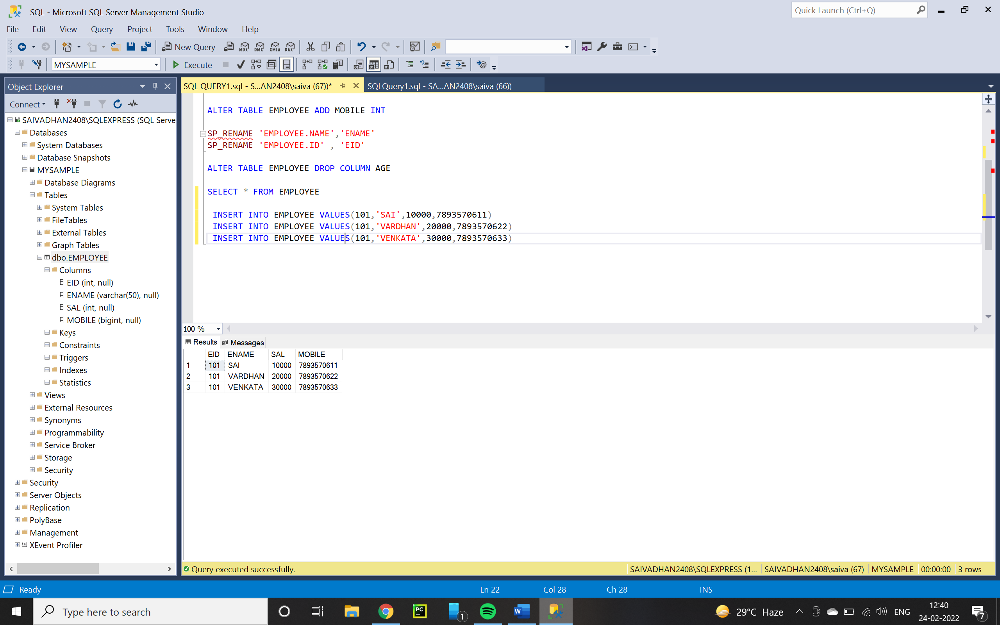 SQL - Microsoft SQL Server Management Studio
Quick Launch (Ctrl+Q)
File Edit View Query Project Tools Window Help
New Query MDX DMX XMLA DAX
MYSAMPLE Execute
Object Explorer
Connect
SAIVADHAN2408\SQLEXPRESS (SQL Serve
Databases
System Databases
Database Snapshots
MYSAMPLE
Database Diagrams
Tables
System Tables
FileTables
External Tables
Graph Tables
dbo.EMPLOYEE
Columns
EID (int, null)
ENAME (varchar(50), null)
SAL (int, null)
MOBILE (bigint, null)
Keys
Constraints
Triggers
Indexes
Statistics
Views
External Resources
Synonyms
Programmability
Service Broker
Storage
Security
Security
Server Objects
Replication
PolyBase
Management
XEvent Profiler
SQL QUERY1.sql - S...AN2408\saiva (67))* SQLQuery1.sql - SA...AN2408\saiva (66))
ALTER TABLE EMPLOYEE ADD MOBILE INT
SP_RENAME 'EMPLOYEE.NAME','ENAME'
SP_RENAME 'EMPLOYEE.ID' , 'EID'
ALTER TABLE EMPLOYEE DROP COLUMN AGE
SELECT * FROM EMPLOYEE
INSERT INTO EMPLOYEE VALUES(101,'SAI',10000,7893570611)
INSERT INTO EMPLOYEE VALUES(101,'VARDHAN',20000,7893570622)
INSERT INTO EMPLOYEE VALUES(101,'VENKATA',30000,7893570633)
100 %
Results Messages
EID ENAME SAL MOBILE
1 101 SAI 10000 7893570611
2 101 VARDHAN 20000 7893570622
3 101 VENKATA 30000 7893570633
Query executed successfully. SAIVADHAN2408\SQLEXPRESS (1... SAIVADHAN2408\saiva (67) MYSAMPLE 00:00:00 3 rows
Ready Ln 22 Col 28 Ch 28 INS
Type here to search PC 1 W 29°C Haze ENG 12:40
24-02-2022 7